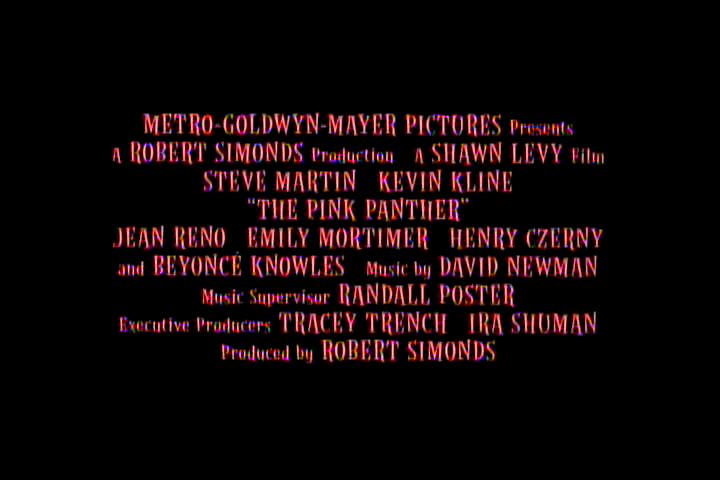 METRO-GOLDWYN-MAYER PICTURES Presents
A ROBERT SIMONDS Production A SHAWN LEVY Film
STEVE MARTIN KEVIN KLINE
"THE PINK PANTHER"
JEAN RENO EMILY MORTIMER HENRY CZERNY
and BEYONCÉ KNOWLES Music by DAVID NEWMAN
Music Supervisor RANDALL POSTER
Executive Producers TRACEY TRENCH IRA SHUMAN
Produced by ROBERT SIMONDS